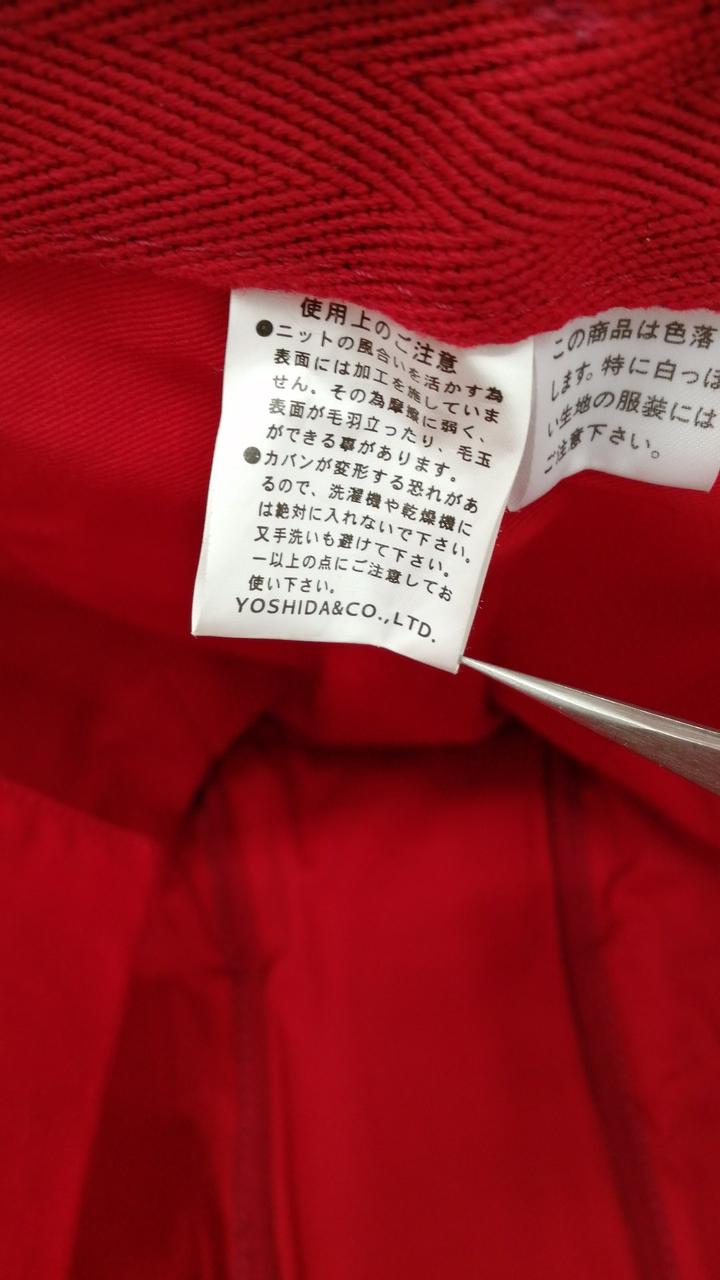 使用上のご注意
●ニットの風合いを活かす為
表面には加工を施していま
せん。その為摩擦に弱く、
表面が毛羽立ったり、毛玉
ができる事があります。
●カバンが変形する恐れがあ
るので、洗濯機や乾燥機に
は絶対に入れないで下さい。
又手洗いも避けて下さい。
一以上の点にご注意してお
使い下さい。
YOSHIDA&CO.,LTD.
この商品は色落
します。特に白っぽ
い生地の服装には
ご注意下さい。